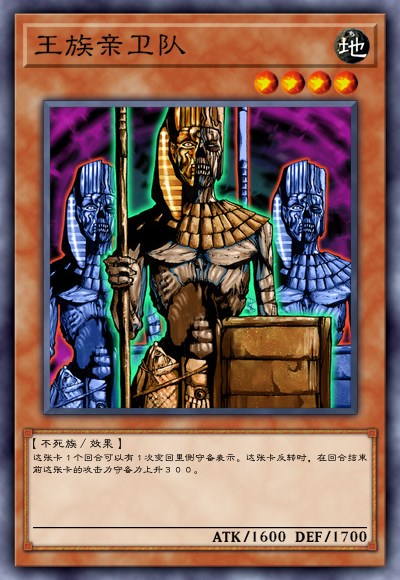 王族亲卫队
地
【不死族／效果】
这张卡１个回合可以有１次变回里侧守备表示。这张卡反转时，在回合结束
前这张卡的攻击力守备力上升３００。
ATK/1600 DEF/1700